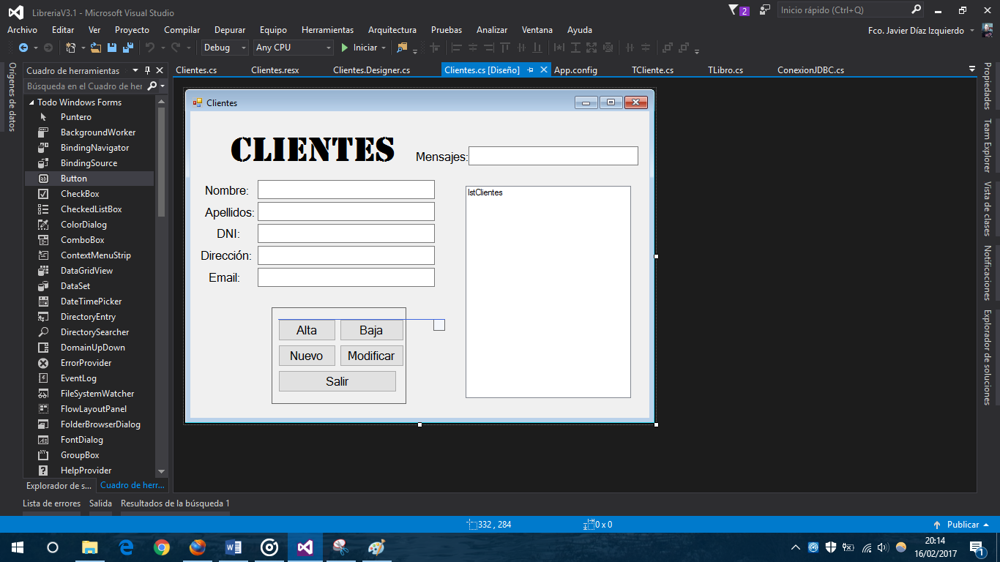 LibreriaV3.1 - Microsoft Visual Studio
2
Inicio rápido (Ctrl+Q)
Archivo Editar Ver Proyecto Compilar Depurar Equipo Herramientas Arquitectura Pruebas Analizar Ventana Ayuda
Fco. Javier Díaz Izquierdo
Debug Any CPU Iniciar
Orígenes de datos
Cuadro de herramientas
Búsqueda en el Cuadro de her
Todo Windows Forms
Puntero
BackgroundWorker
BindingNavigator
BindingSource
Button
CheckBox
CheckedListBox
ColorDialog
ComboBox
ContextMenuStrip
DataGridView
DataSet
DateTimePicker
DirectoryEntry
DirectorySearcher
DomainUpDown
ErrorProvider
EventLog
FileSystemWatcher
FlowLayoutPanel
FolderBrowserDialog
FontDialog
GroupBox
HelpProvider
Explorador de s... Cuadro de herr...
Clientes.cs Clientes.resx Clientes.Designer.cs Clientes.cs [Diseño] App.config TCliente.cs TLibro.cs ConexionJDBC.cs
Clientes
CLIENTES
Mensajes:
Nombre:
Apellidos:
DNI:
Dirección:
Email:
lstClientes
Alta Baja
Nuevo Modificar
Salir
Propiedades
Team Explorer
Vista de clases
Notificaciones
Explorador de soluciones
Lista de errores Salida Resultados de la búsqueda 1
332 , 284 0 x 0 Publicar
20:14
16/02/2017
1